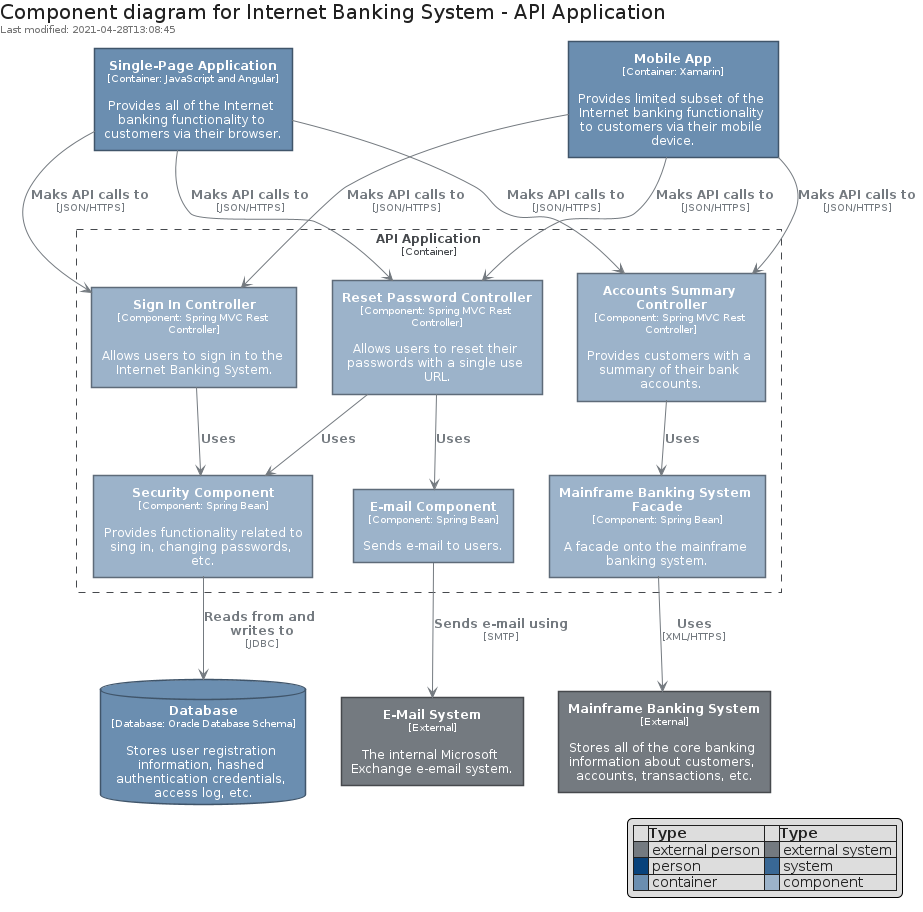 Component diagram for Internet Banking System - API Application
Last modified: 2021-04-28T13:08:45
Single-Page Application
[Container: JavaScript and Angular]
Provides all of the Internet
banking functionality to
customers via their browser.
Mobile App
[Container: Xamarin]
Provides limited subset of the
Internet banking functionality
to customers via their mobile
device.
Maks API calls to
[JSON/HTTPS]
Maks API calls to
[JSON/HTTPS]
Maks API calls to
[JSON/HTTPS]
Maks API calls to
[JSON/HTTPS]
Maks API calls to
[JSON/HTTPS]
Maks API calls to
[JSON/HTTPS]
API Application
[Container]
Sign In Controller
[Component: Spring MVC Rest
Controller]
Allows users to sign in to the
Internet Banking System.
Reset Password Controller
[Component: Spring MVC Rest
Controller]
Allows users to reset their
passwords with a single use
URL.
Accounts Summary
Controller
[Component: Spring MVC Rest
Controller]
Provides customers with a
summary of their bank
accounts.
Uses
Uses
Uses
Uses
Security Component
[Component: Spring Bean]
Provides functionality related to
sing in, changing passwords,
etc.
E-mail Component
[Component: Spring Bean]
Sends e-mail to users.
Mainframe Banking System
Facade
[Component: Spring Bean]
A facade onto the mainframe
banking system.
Reads from and
writes to
[JDBC]
Sends e-mail using
[SMTP]
Uses
[XML/HTTPS]
Database
[Database: Oracle Database Schema]
Stores user registration
information, hashed
authentication credentials,
access log, etc.
E-Mail System
[External]
The internal Microsoft
Exchange e-email system.
Mainframe Banking System
[External]
Stores all of the core banking
information about customers,
accounts, transactions, etc.
Type Type
external person external system
person system
container component